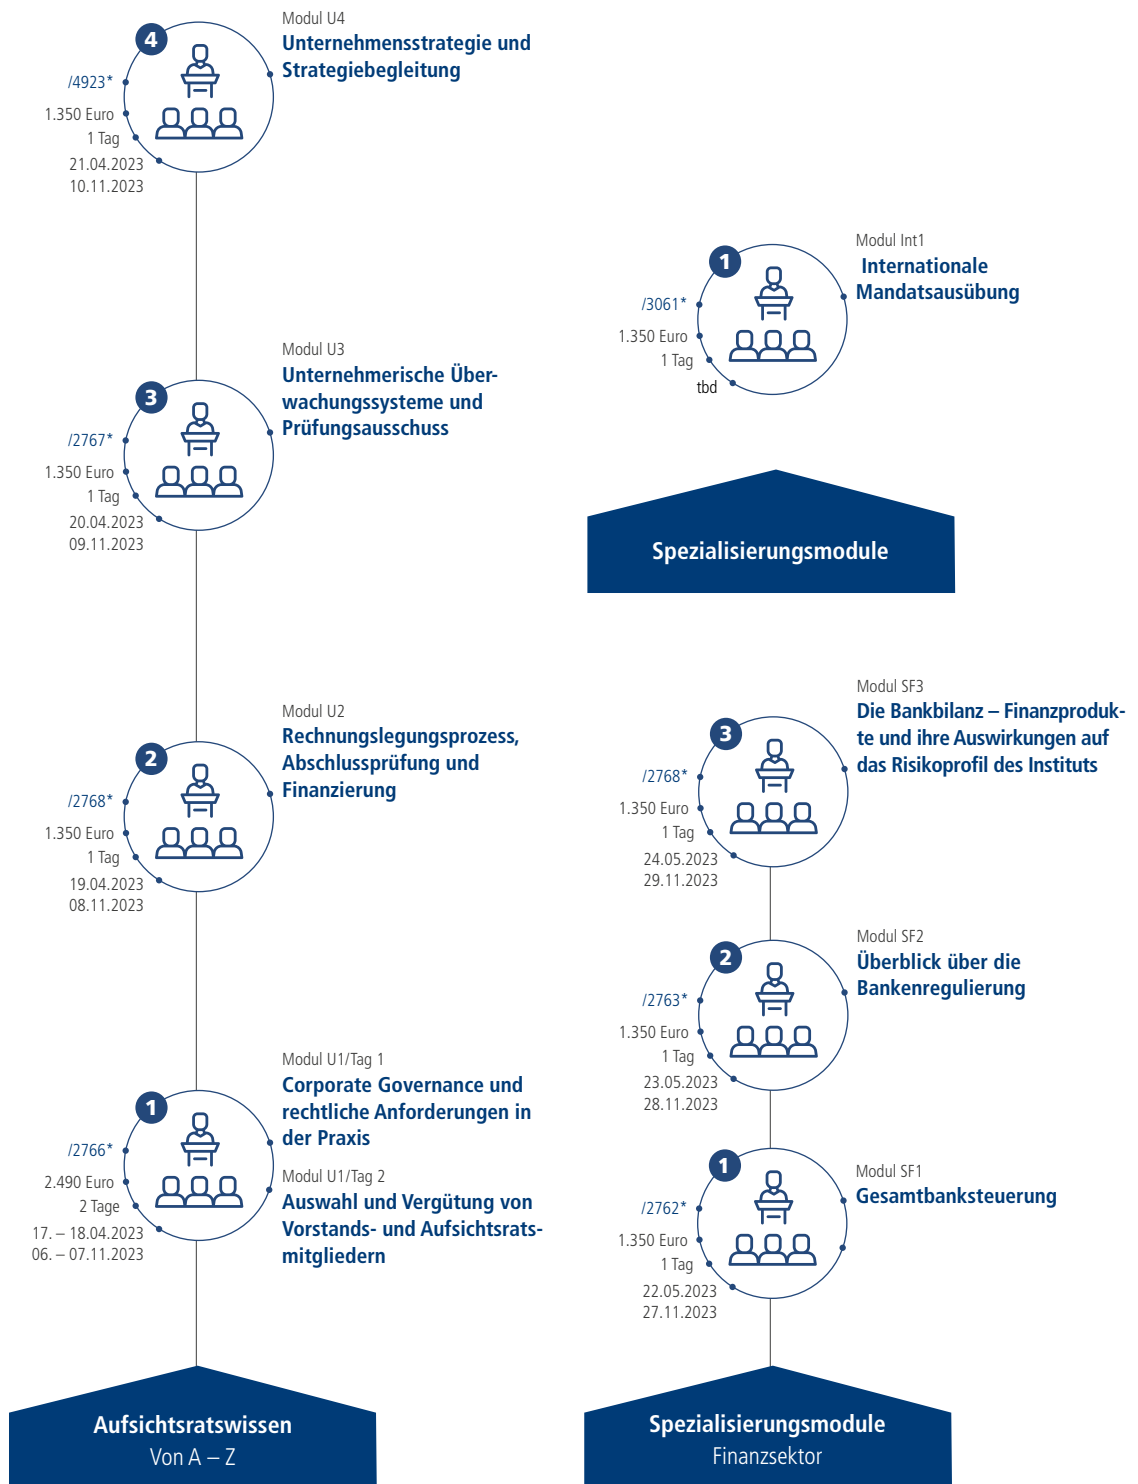 4
Modul U4
Unternehmensstrategie und
Strategiebegleitung
/4923*
1.350 Euro
1 Tag
21.04.2023
10.11.2023
3
Modul U3
Unternehmerische Über-
wachungssysteme und
Prüfungsausschuss
/2767*
1.350 Euro
1 Tag
20.04.2023
09.11.2023
2
Modul U2
Rechnungslegungsprozess,
Abschlussprüfung und
Finanzierung
/2768*
1.350 Euro
1 Tag
19.04.2023
08.11.2023
1
Modul U1/Tag 1
Corporate Governance und
rechtliche Anforderungen in
der Praxis
Modul U1/Tag 2
Auswahl und Vergütung von
Vorstands- und Aufsichtsrats-
mitgliedern
/2766*
2.490 Euro
2 Tage
17. – 18.04.2023
06. – 07.11.2023
Aufsichtsratswissen
Von A – Z
1
Modul Int1
Internationale
Mandatsausübung
/3061*
1.350 Euro
1 Tag
tbd
Spezialisierungsmodule
3
Modul SF3
Die Bankbilanz – Finanzproduk-
te und ihre Auswirkungen auf
das Risikoprofil des Instituts
/2768*
1.350 Euro
1 Tag
24.05.2023
29.11.2023
2
Modul SF2
Überblick über die
Bankenregulierung
/2763*
1.350 Euro
1 Tag
23.05.2023
28.11.2023
1
Modul SF1
Gesamtbanksteuerung
/2762*
1.350 Euro
1 Tag
22.05.2023
27.11.2023
Spezialisierungsmodule
Finanzsektor